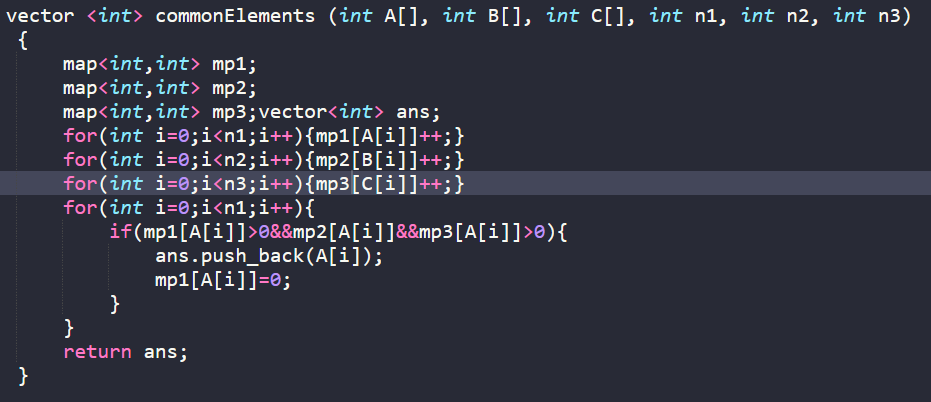 vector <int> commonElements (int A[], int B[], int C[], int n1, int n2, int n3)
{
map<int,int> mp1;
map<int,int> mp2;
map<int,int> mp3;vector<int> ans;
for(int i=0;i<n1;i++){mp1[A[i]]++;}
for(int i=0;i<n2;i++){mp2[B[i]]++;}
for(int i=0;i<n3;i++){mp3[C[i]]++;}
for(int i=0;i<n1;i++){
if(mp1[A[i]]>0&&mp2[A[i]]&&mp3[A[i]]>0){
ans.push_back(A[i]);
mp1[A[i]]=0;
}
}
return ans;
}